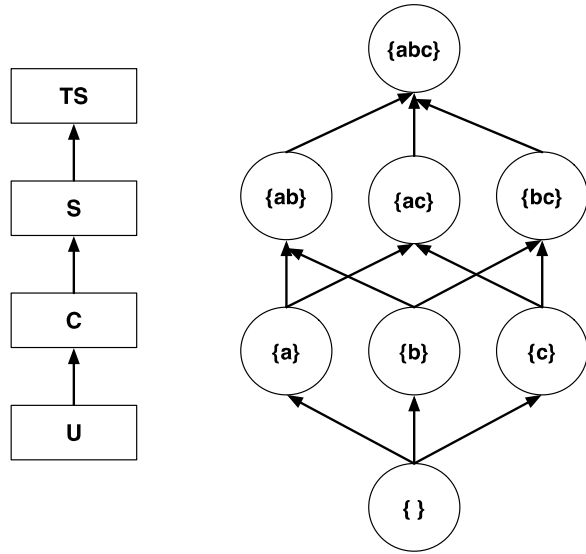 TS
S
C
U
{abc}
{ab}
{ac}
{bc}
{a}
{b}
{c}
{ }